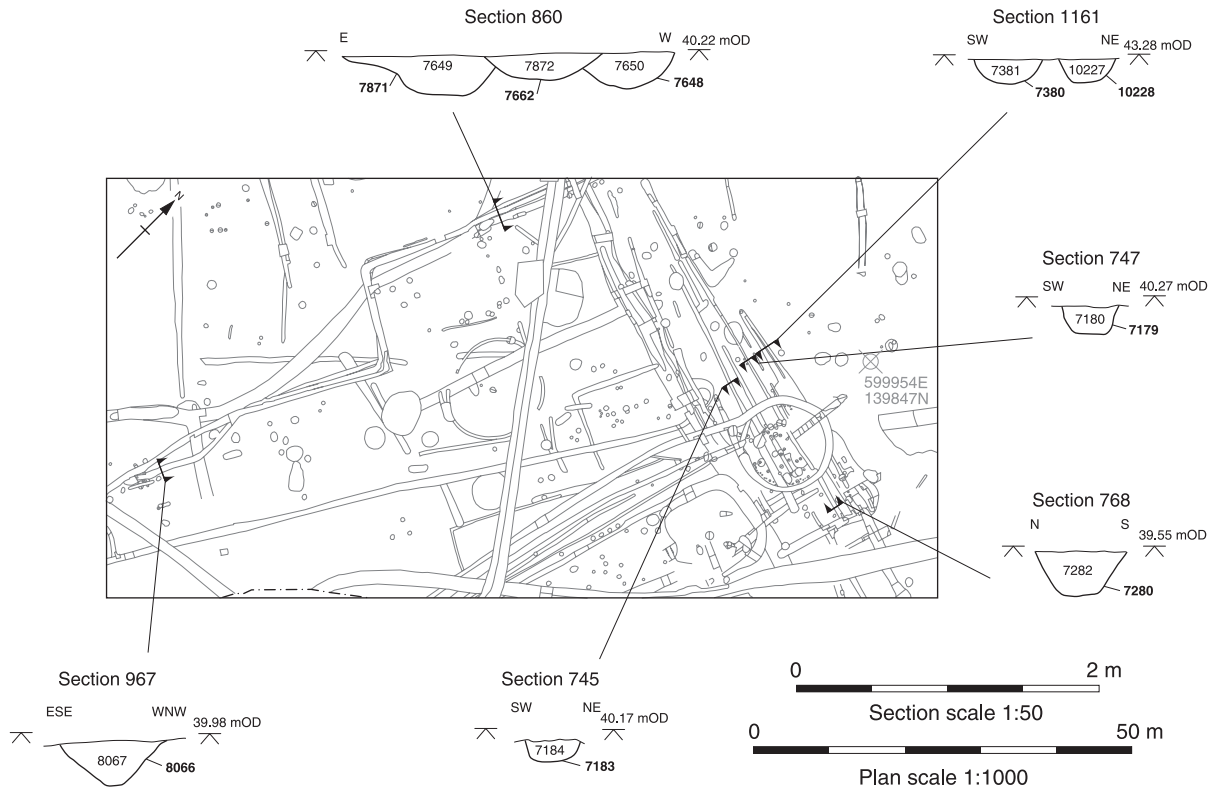 Section 860
E W 40.22 mOD
7649 7872 7650
7871 7662 7648
Section 1161
SW NE 43.28 mOD
7381 10227
7380 10228
N
Section 747
SW NE 40.27 mOD
7180
7179
599954E
139847N
Section 768
N S
39.55 mOD
7282
7280
Section 967
ESE WNW 39.98 mOD
8067
8066
Section 745
SW NE
40.17 mOD
7184
7183
0 2 m
Section scale 1:50
0 50 m
Plan scale 1:1000